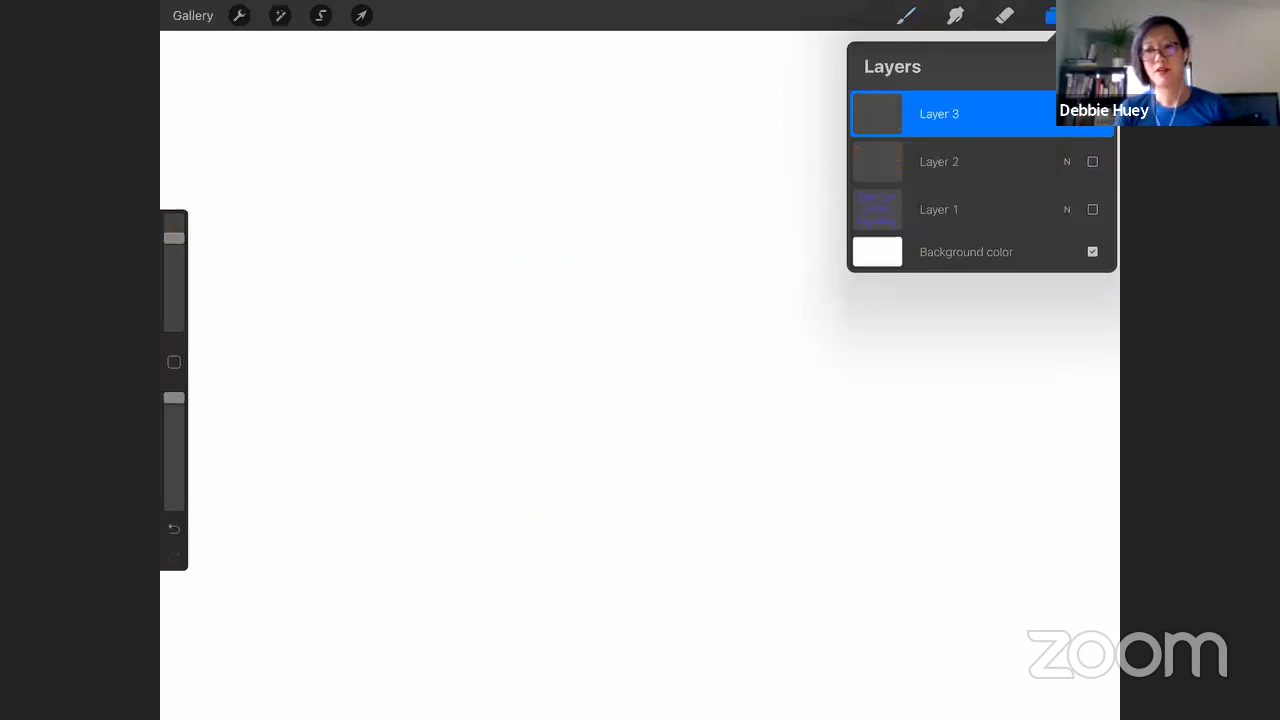 Gallery
Layers
Layer 3
Debbie Huey
Layer 2 N
Layer 1 N
Background color
zoom